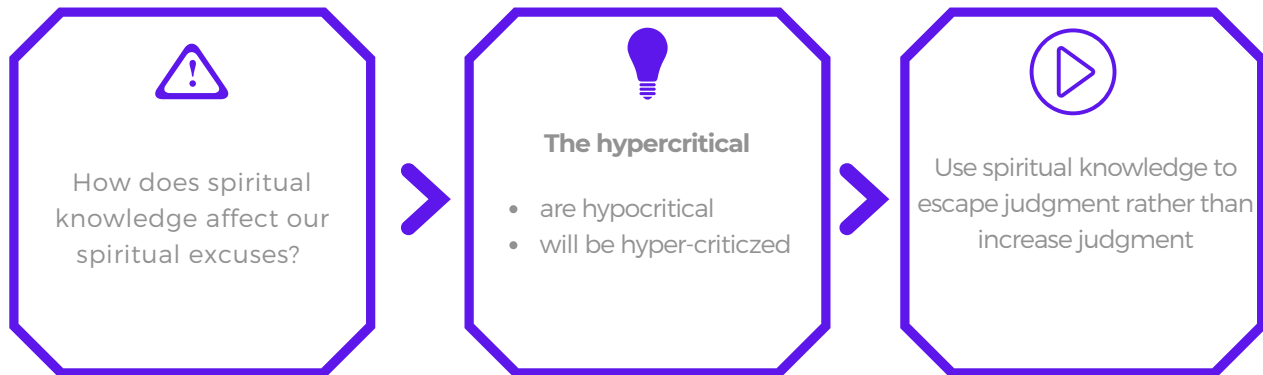 How does spiritual
knowledge affect our
spiritual excuses?
The hypercritical
• are hypocritical
• will be hyper-criticzed
Use spiritual knowledge to
escape judgment rather than
increase judgment